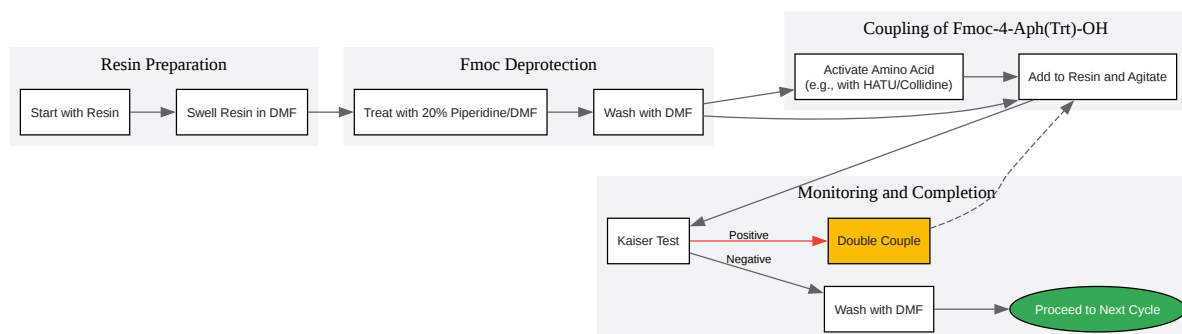 Coupling of Fmoc-4-Aph(Trt)-OH
Resin Preparation
Fmoc Deprotection
Start with Resin
Swell Resin in DMF
Treat with 20% Piperidine/DMF
Wash with DMF
Activate Amino Acid
(e.g., with HATU/Collidine)
Add to Resin and Agitate
Monitoring and Completion
Kaiser Test
Positive
Double Couple
Negative
Wash with DMF
Proceed to Next Cycle